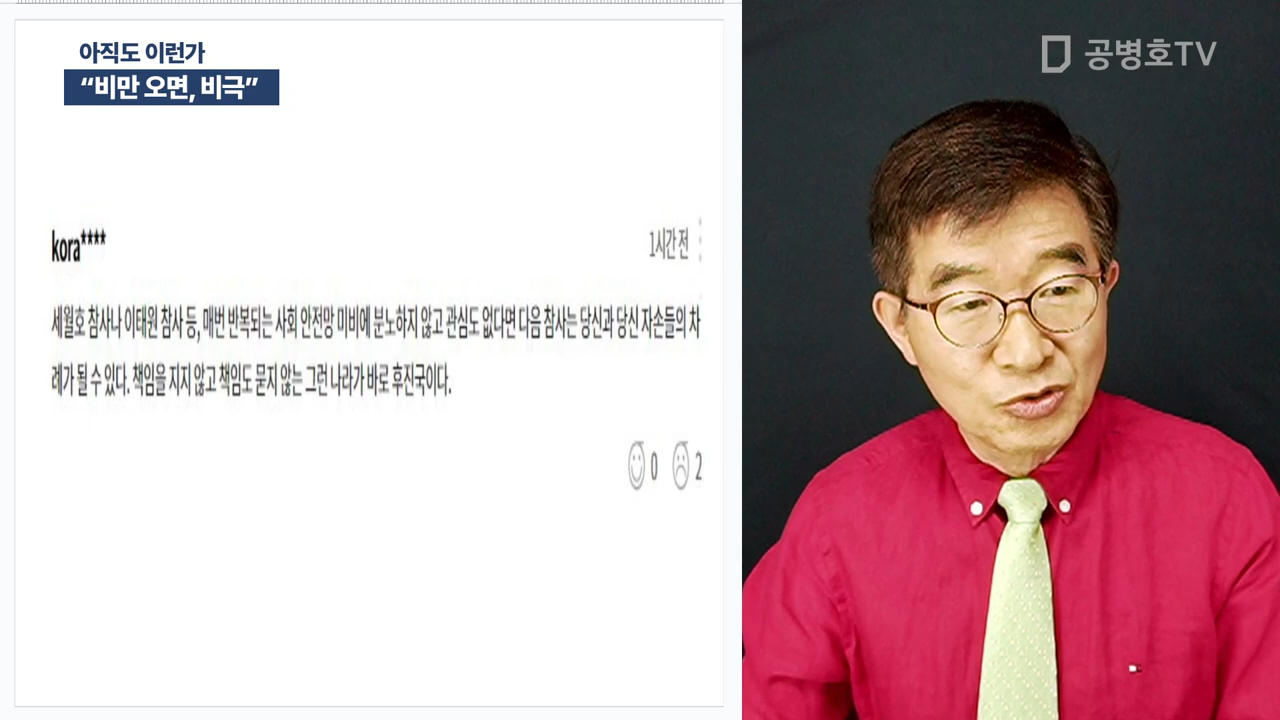 아직도 이런가
“비만 오면, 비극”
공병호TV
kora****
1시간 전
세월호 참사나 이태원 참사 등, 매번 반복되는 사회 안전망 미비에 분노하지 않고 관심도 없다면 다음 참사는 당신과 당신 자손들의 차
례가 될 수 있다. 책임을 지지 않고 책임도 묻지 않는 그런 나라가 바로 후진국이다.
0 2